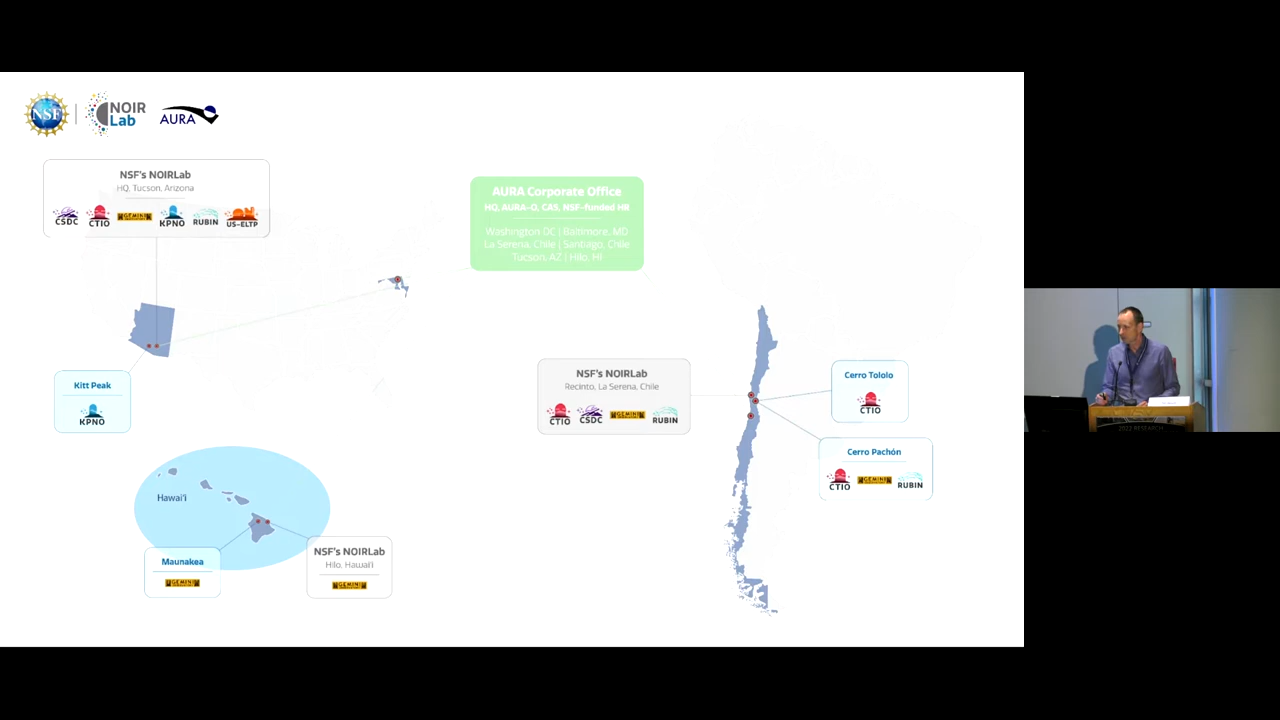 NSF
NOIR
Lab
AURA
NSF's NOIRLab
HQ, Tucson, Arizona
CSDC
CTIO
GEMINI
KPNO
RUBIN
US-ELTP
AURA Corporate Office
HQ, AURA-O, CAS, NSF-funded HR
Washington DC | Baltimore, MD
La Serena, Chile | Santiago, Chile
Tucson, AZ | Hilo, HI
Kitt Peak
KPNO
NSF's NOIRLab
Recinto, La Serena, Chile
CTIO
CSDC
GEMINI
RUBIN
Cerro Tololo
CTIO
Cerro Pachón
CTIO
GEMINI
RUBIN
Hawai'i
Maunakea
GEMINI
NSF's NOIRLab
Hilo, Hawai'i
GEMINI
2022 RESEARCH